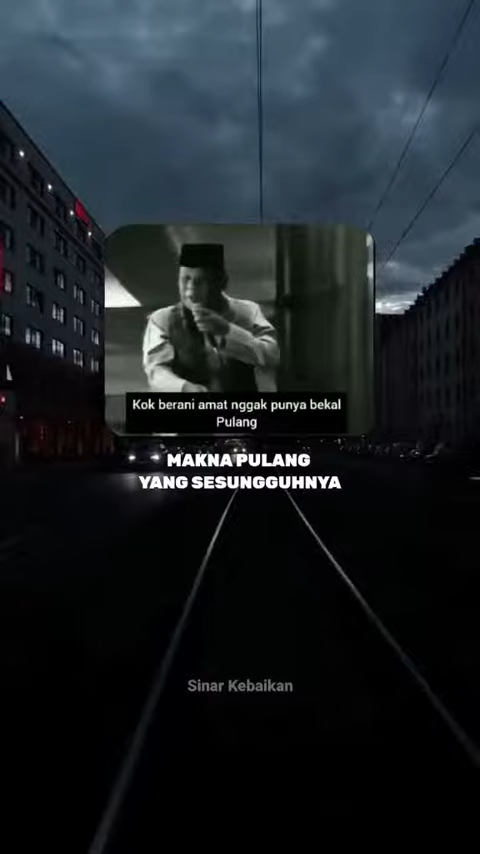 Kok berani amat nggak punya bekal
Pulang
MAKNA PULANG
YANG SESUNGGUHNYA
Sinar Kebaikan